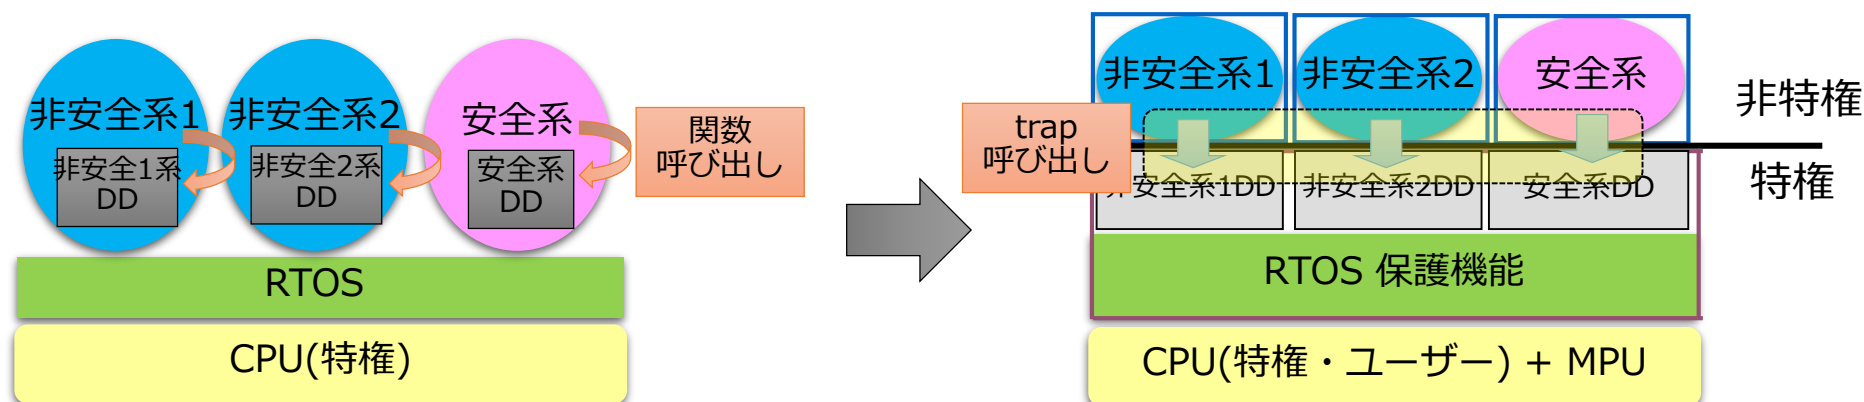 非安全系1
非安全系2
安全系
非安全1系
DD
非安全2系
DD
安全系
DD
関数
呼び出し
RTOS
CPU(特権)
非安全系1
非安全系2
安全系
非特権
trap
呼び出し
特権
非安全系1DD
非安全系2DD
安全系DD
RTOS 保護機能
CPU(特権・ユーザー) + MPU